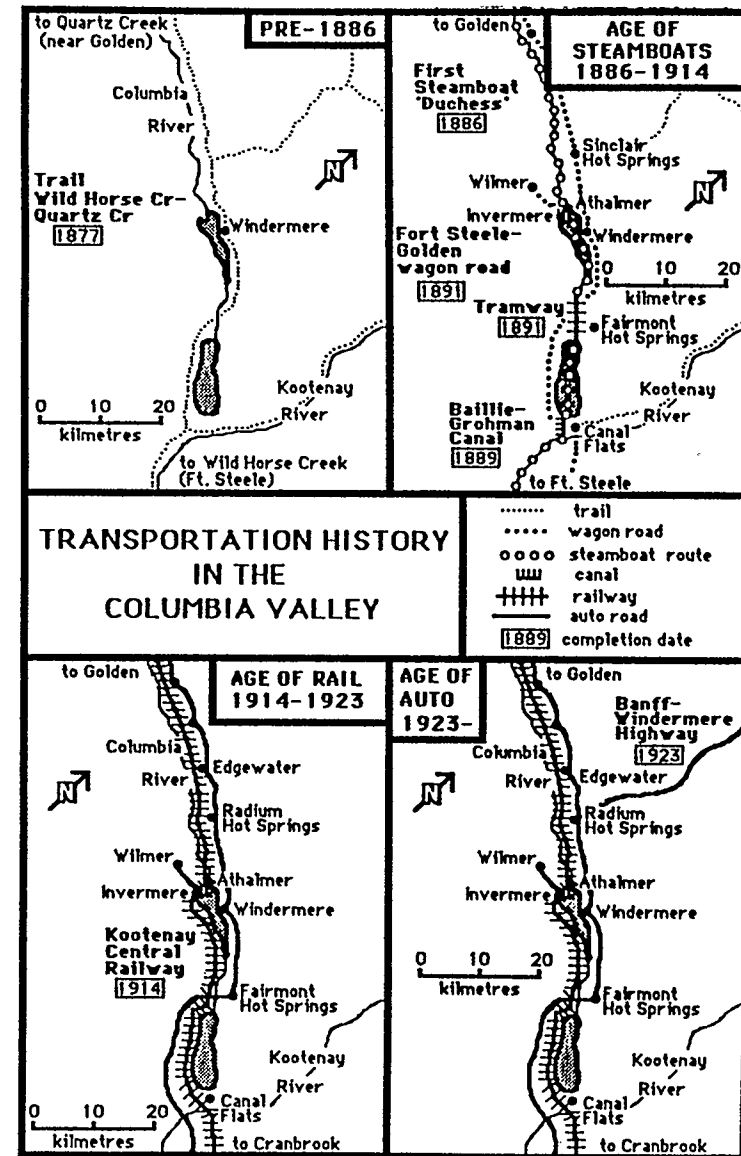 PRE-1886
to Quartz Creek
(near Golden)
Columbia
River
N
Trail
Wild Horse Cr-
Quartz Cr
1877
Windermere
0 10 20
kilmetres
Kootenay
River
to Wild Horse Creek
(Ft. Steele)
AGE OF
STEAMBOATS
1886-1914
to Golden
First
Steamboat
"Duchess"
1886
Sinclair
Hot Springs
Wilmer
N
Athalmer
Invermere
Windermere
Fort Steele-
Golden
wagon road
1891
0 10 20
kilmetres
Tramway
1891
Fairmont
Hot Springs
Kootenay
River
Baillie-
Grohman
Canal
1889
Canal
Flats
to Ft. Steele
TRANSPORTATION HISTORY
IN THE
COLUMBIA VALLEY
trail
wagon road
steamboat route
canal
railway
auto road
1889 completion date
AGE OF RAIL
1914-1923
to Golden
Columbia
River
Edgewater
N
Radium
Hot Springs
Wilmer
Athalmer
Invermere
Windermere
Kootenay
Central
Railway
1914
Fairmont
Hot Springs
Kootenay
River
Canal
Flats
0 10 20
kilmetres
to Cranbrook
AGE OF
AUTO
1923-
to Golden
Banff-
Windermere
Highway
1923
Columbia
River
Edgewater
N
Radium
Hot Springs
Wilmer
Athalmer
Invermere
Windermere
0 10 20
kilmetres
Fairmont
Hot Springs
Kootenay
River
Canal
Flats
to Cranbrook